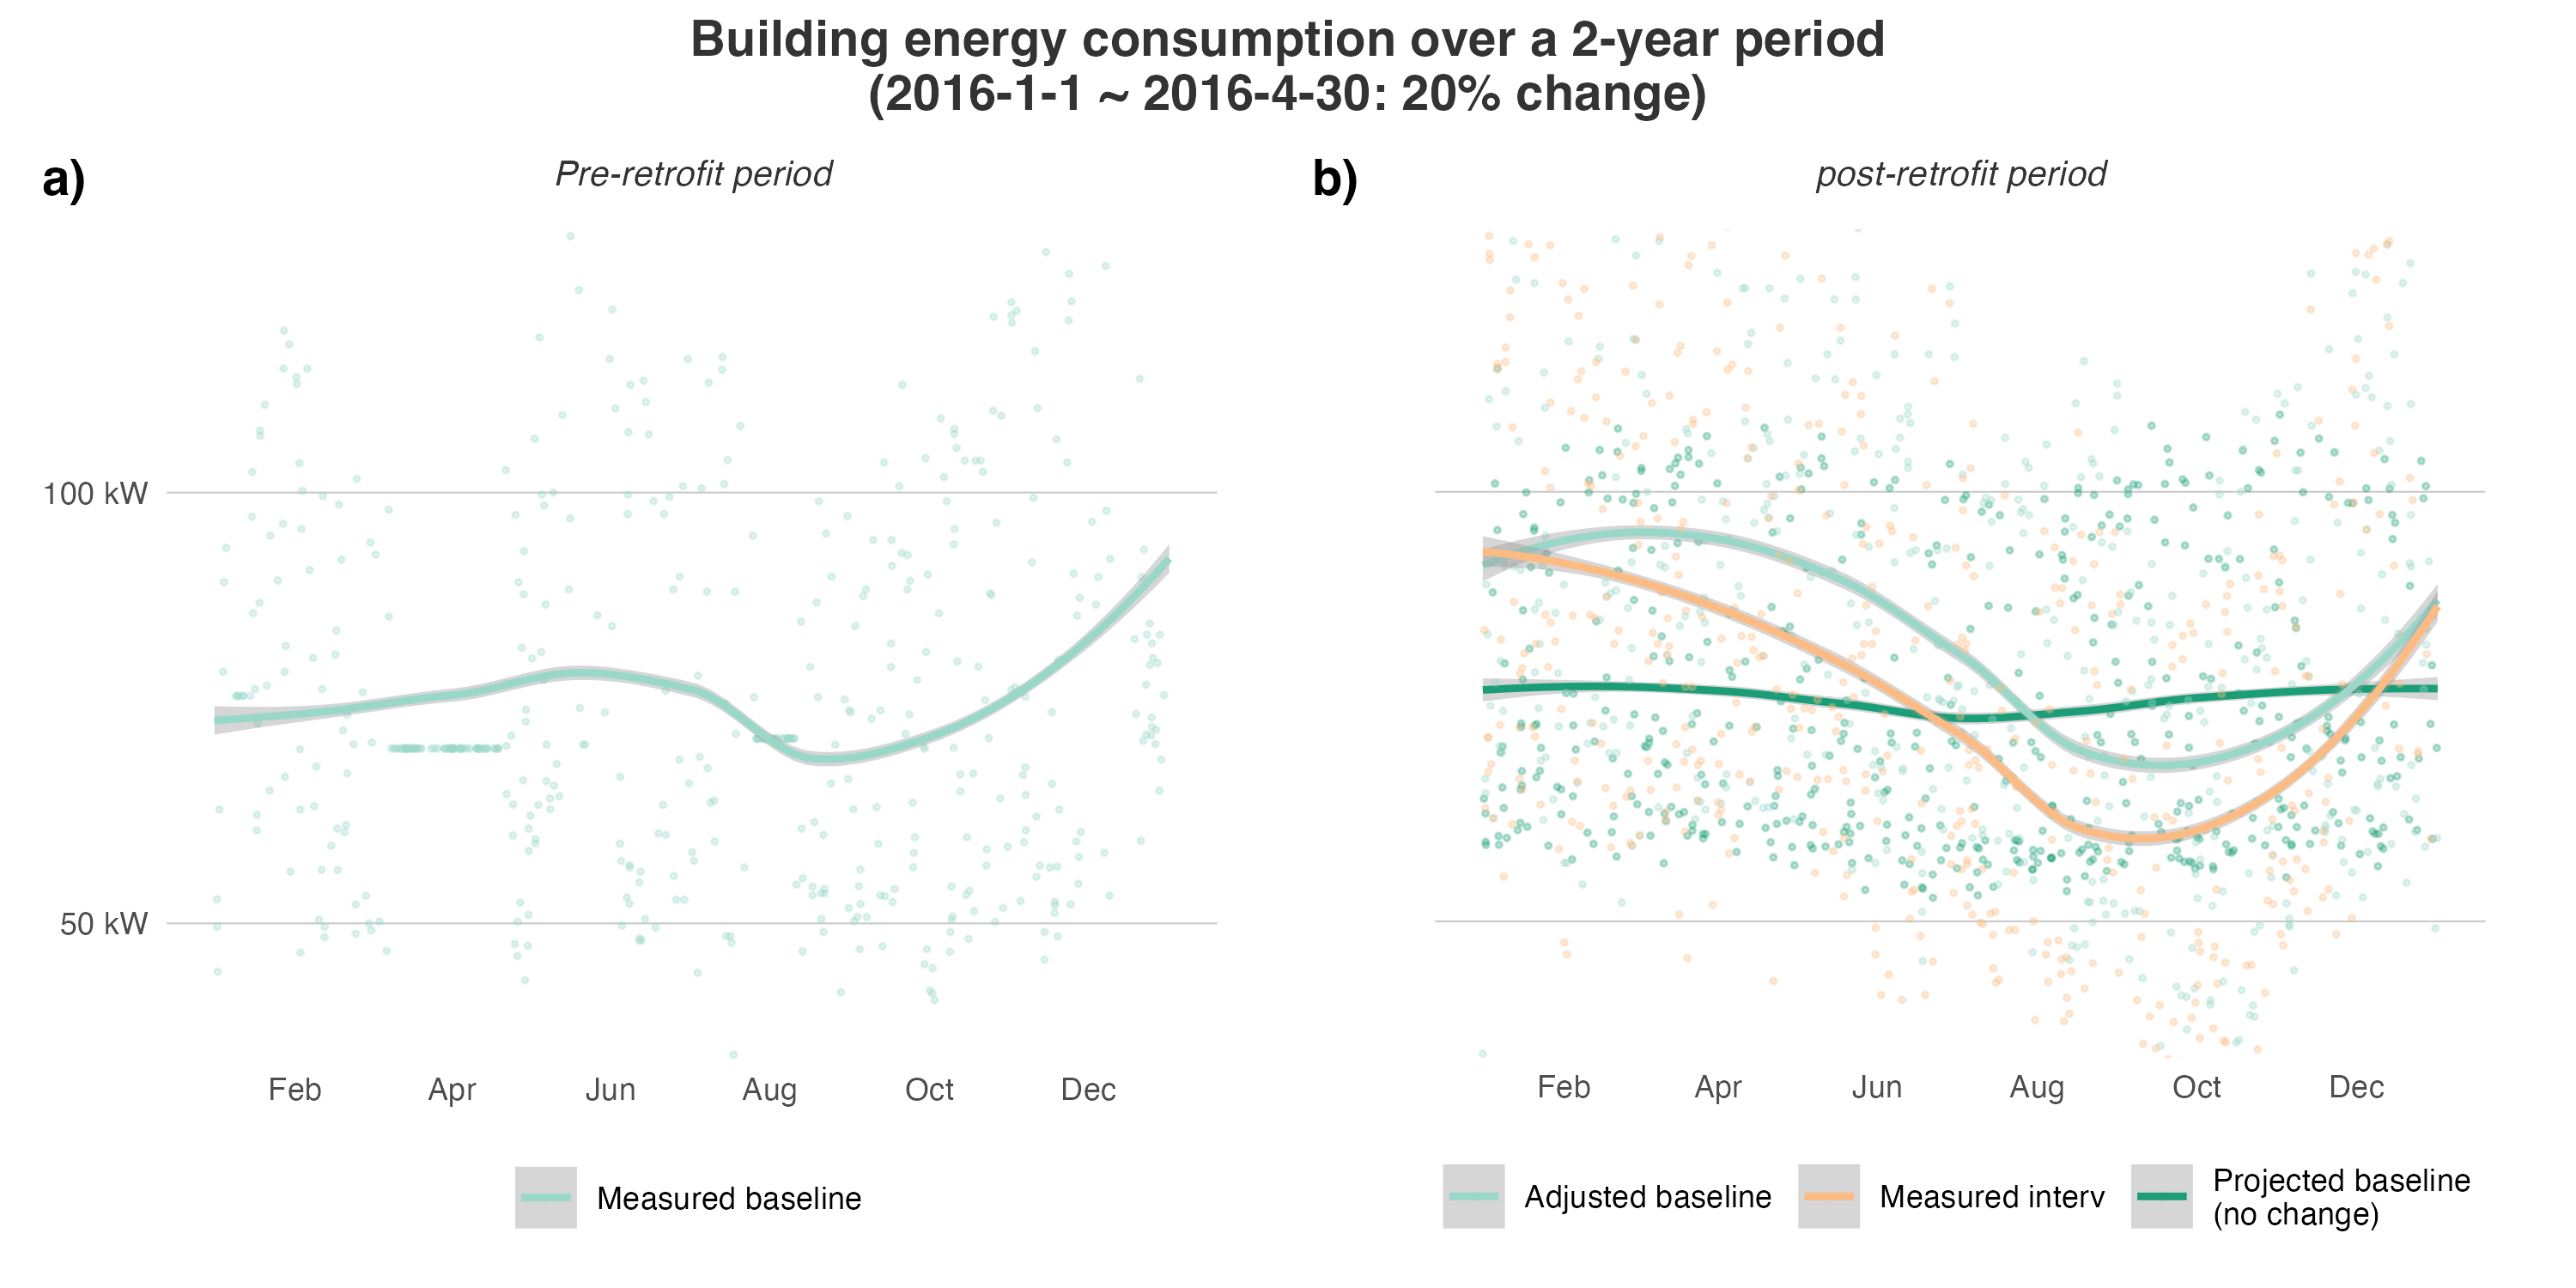 Building energy consumption over a 2-year period
(2016-1-1 ~ 2016-4-30: 20% change)
a)
Pre-retrofit period
b)
post-retrofit period
100 kW
50 kW
Feb Apr Jun Aug Oct Dec
Feb Apr Jun Aug Oct Dec
Measured baseline
Adjusted baseline
Measured interv
Projected baseline
(no change)